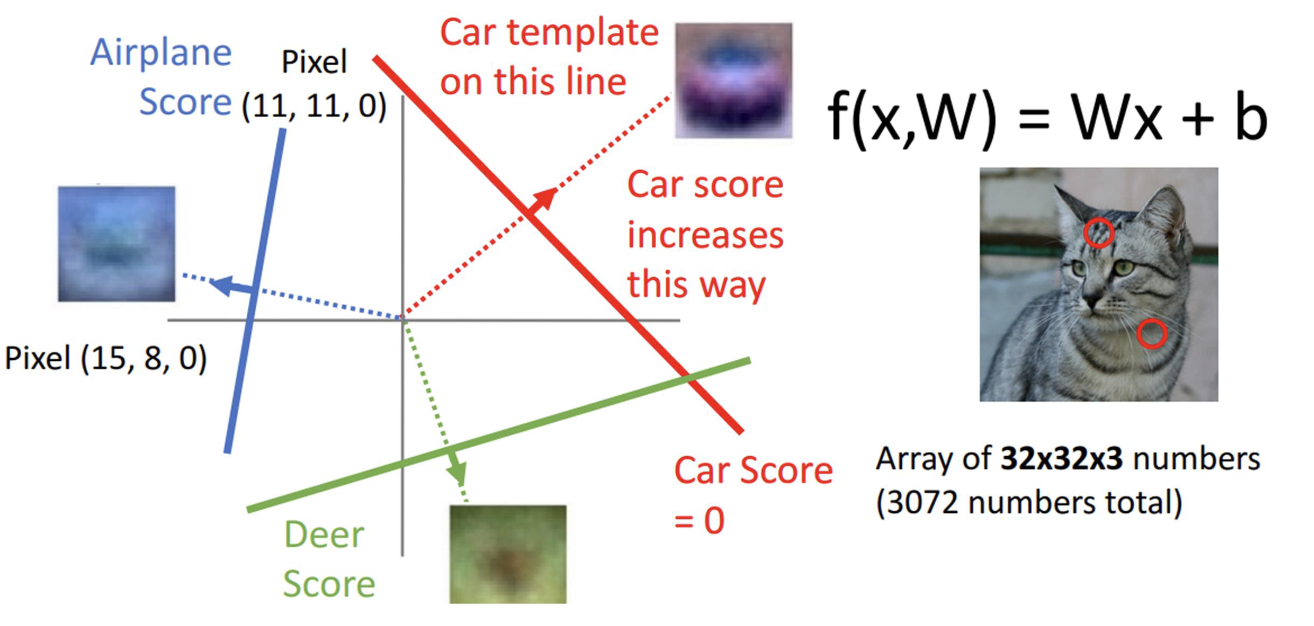 Airplane
Score
Pixel
(11, 11, 0)
Car template
on this line
f(x,W) = Wx + b
Car score
increases
this way
Pixel (15, 8, 0)
Car Score
= 0
Deer
Score
Array of 32x32x3 numbers
(3072 numbers total)